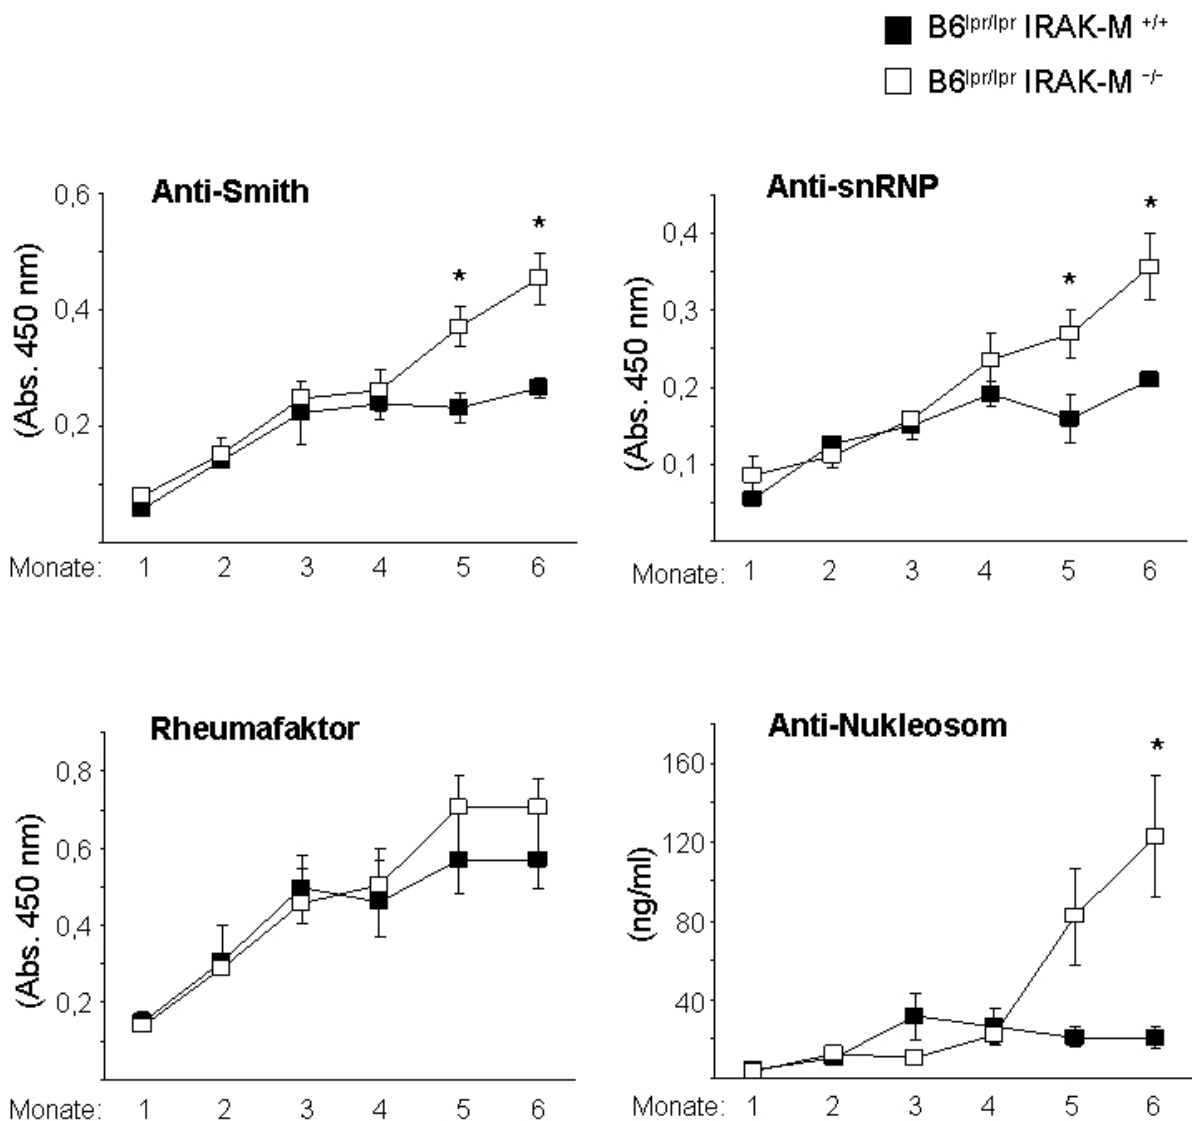 B6lpr/lpr IRAK-M +/+
B6lpr/lpr IRAK-M -/-
Anti-Smith
(Abs. 450 nm)
0,6
0,4
0,2
*
*
Monate: 1 2 3 4 5 6
Anti-snRNP
(Abs. 450 nm)
0,4
0,3
0,2
0,1
*
*
Monate: 1 2 3 4 5 6
Rheumafaktor
(Abs. 450 nm)
0,8
0,6
0,4
0,2
Monate: 1 2 3 4 5 6
Anti-Nukleosom
(ng/ml)
160
120
80
40
*
Monate: 1 2 3 4 5 6